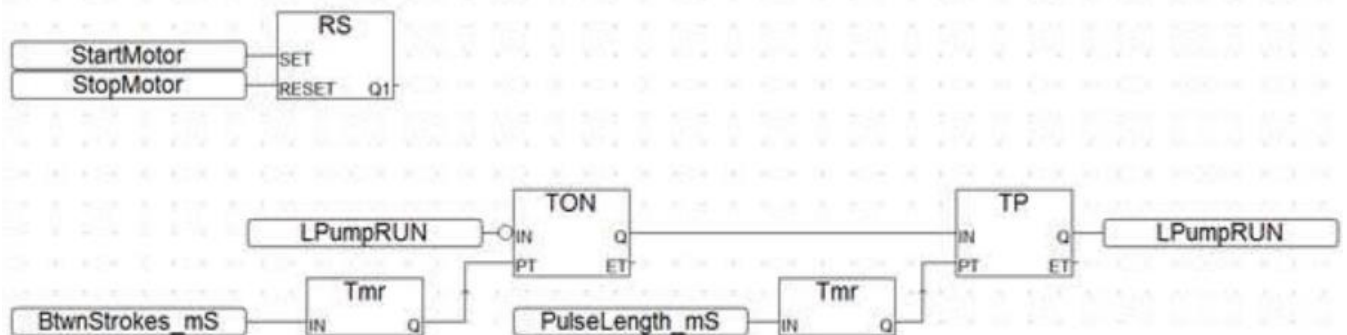 RS
StartMotor SET
StopMotor RESET Q1
TON TP
LPumpRUN IN Q IN Q LPumpRUN
PT ET PT ET
Tmr Tmr
BtwnStrokes_mS IN Q PulseLength_mS IN Q